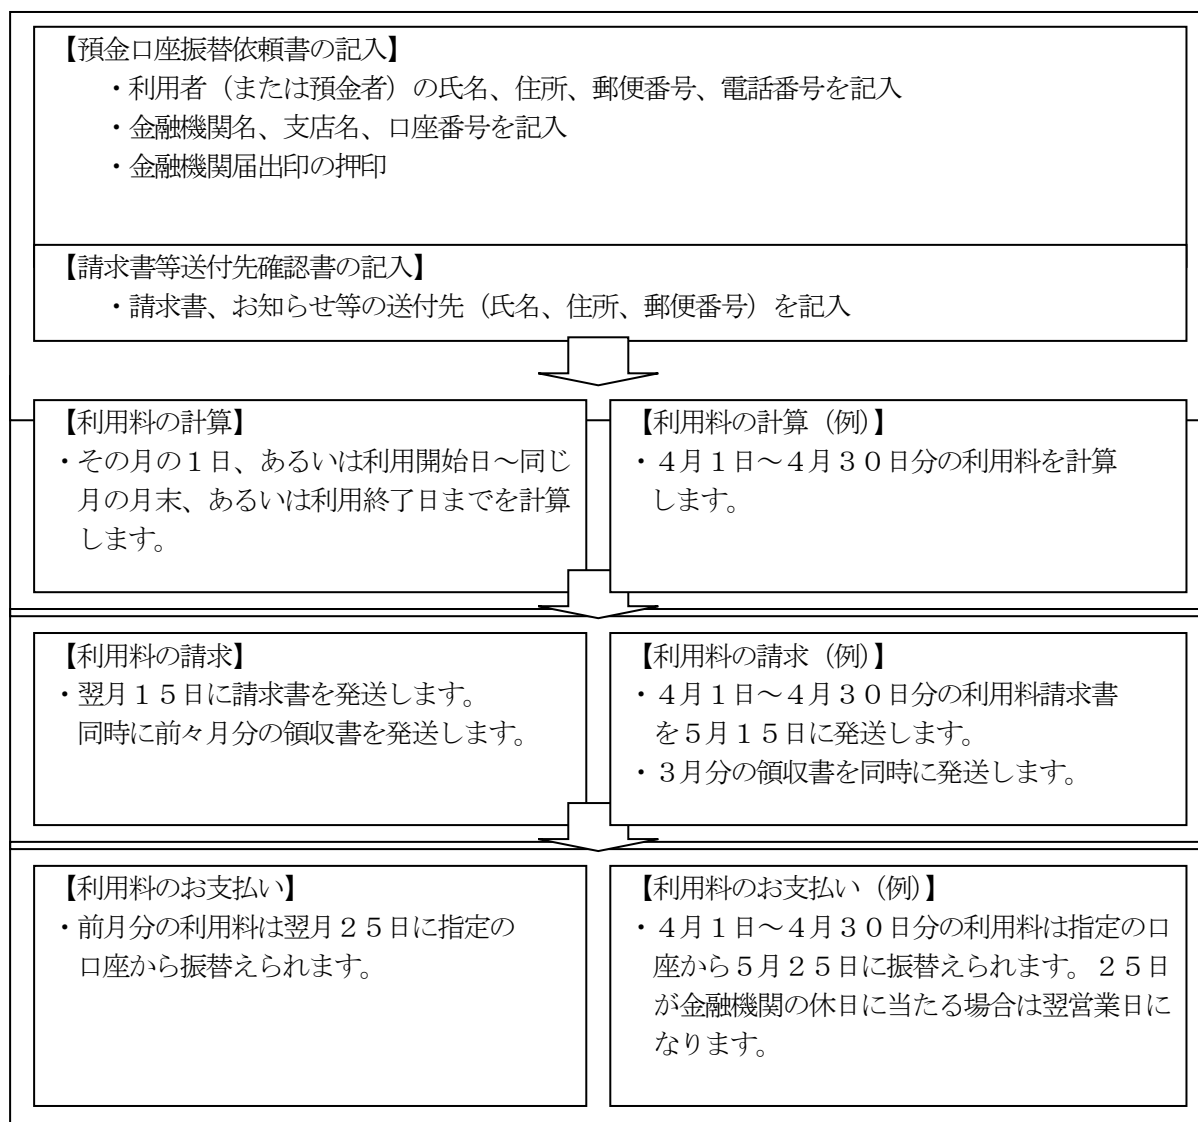 【預金口座振替依頼書の記入】
・利用者（または預金者）の氏名、住所、郵便番号、電話番号を記入
・金融機関名、支店名、口座番号を記入
・金融機関届出印の押印
【請求書等送付先確認書の記入】
・請求書、お知らせ等の送付先（氏名、住所、郵便番号）を記入
【利用料の計算】
・その月の１日、あるいは利用開始日～同じ
月の月末、あるいは利用終了日までを計算
します。
【利用料の計算（例）】
・４月１日～４月３０日分の利用料を計算
します。
【利用料の請求】
・翌月１５日に請求書を発送します。
同時に前々月分の領収書を発送します。
【利用料の請求（例）】
・４月１日～４月３０日分の利用料請求書
を５月１５日に発送します。
・３月分の領収書を同時に発送します。
【利用料のお支払い】
・前月分の利用料は翌月２５日に指定の
口座から振替えられます。
【利用料のお支払い（例）】
・４月１日～４月３０日分の利用料は指定の口
座から５月２５日に振替えられます。２５日
が金融機関の休日に当たる場合は翌営業日に
なります。